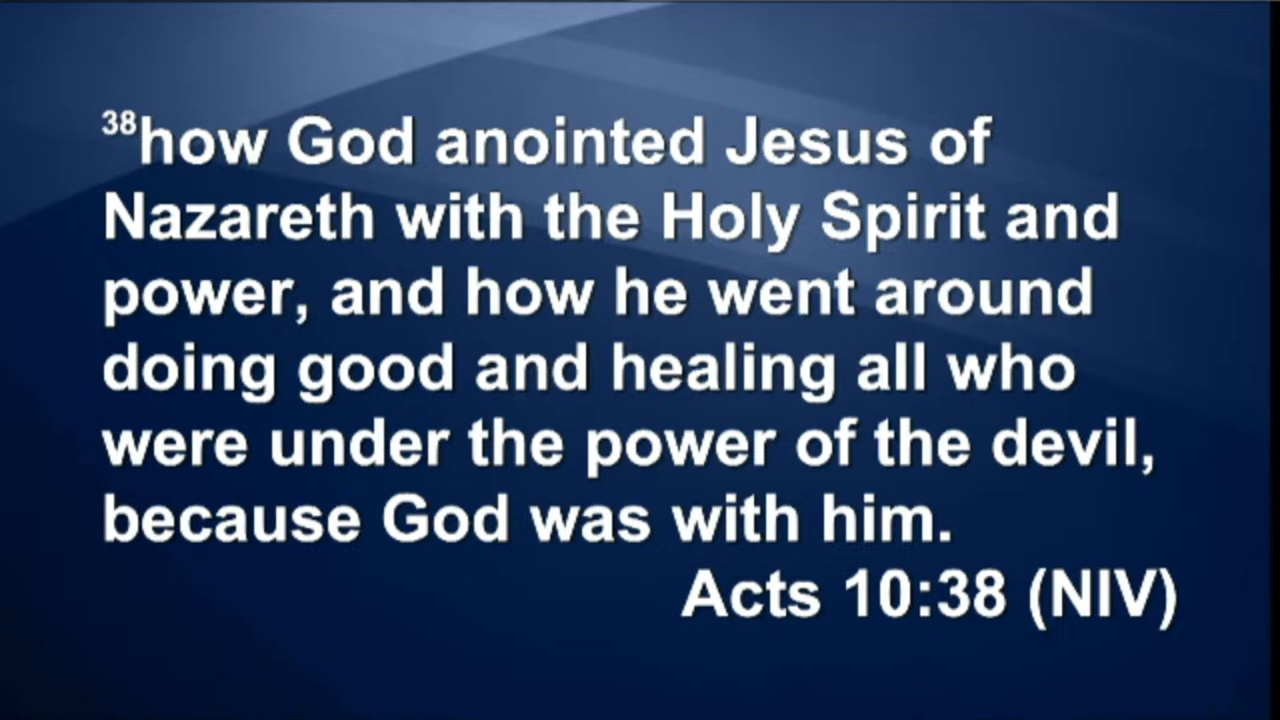 38how God anointed Jesus of
Nazareth with the Holy Spirit and
power, and how he went around
doing good and healing all who
were under the power of the devil,
because God was with him.
Acts 10:38 (NIV)